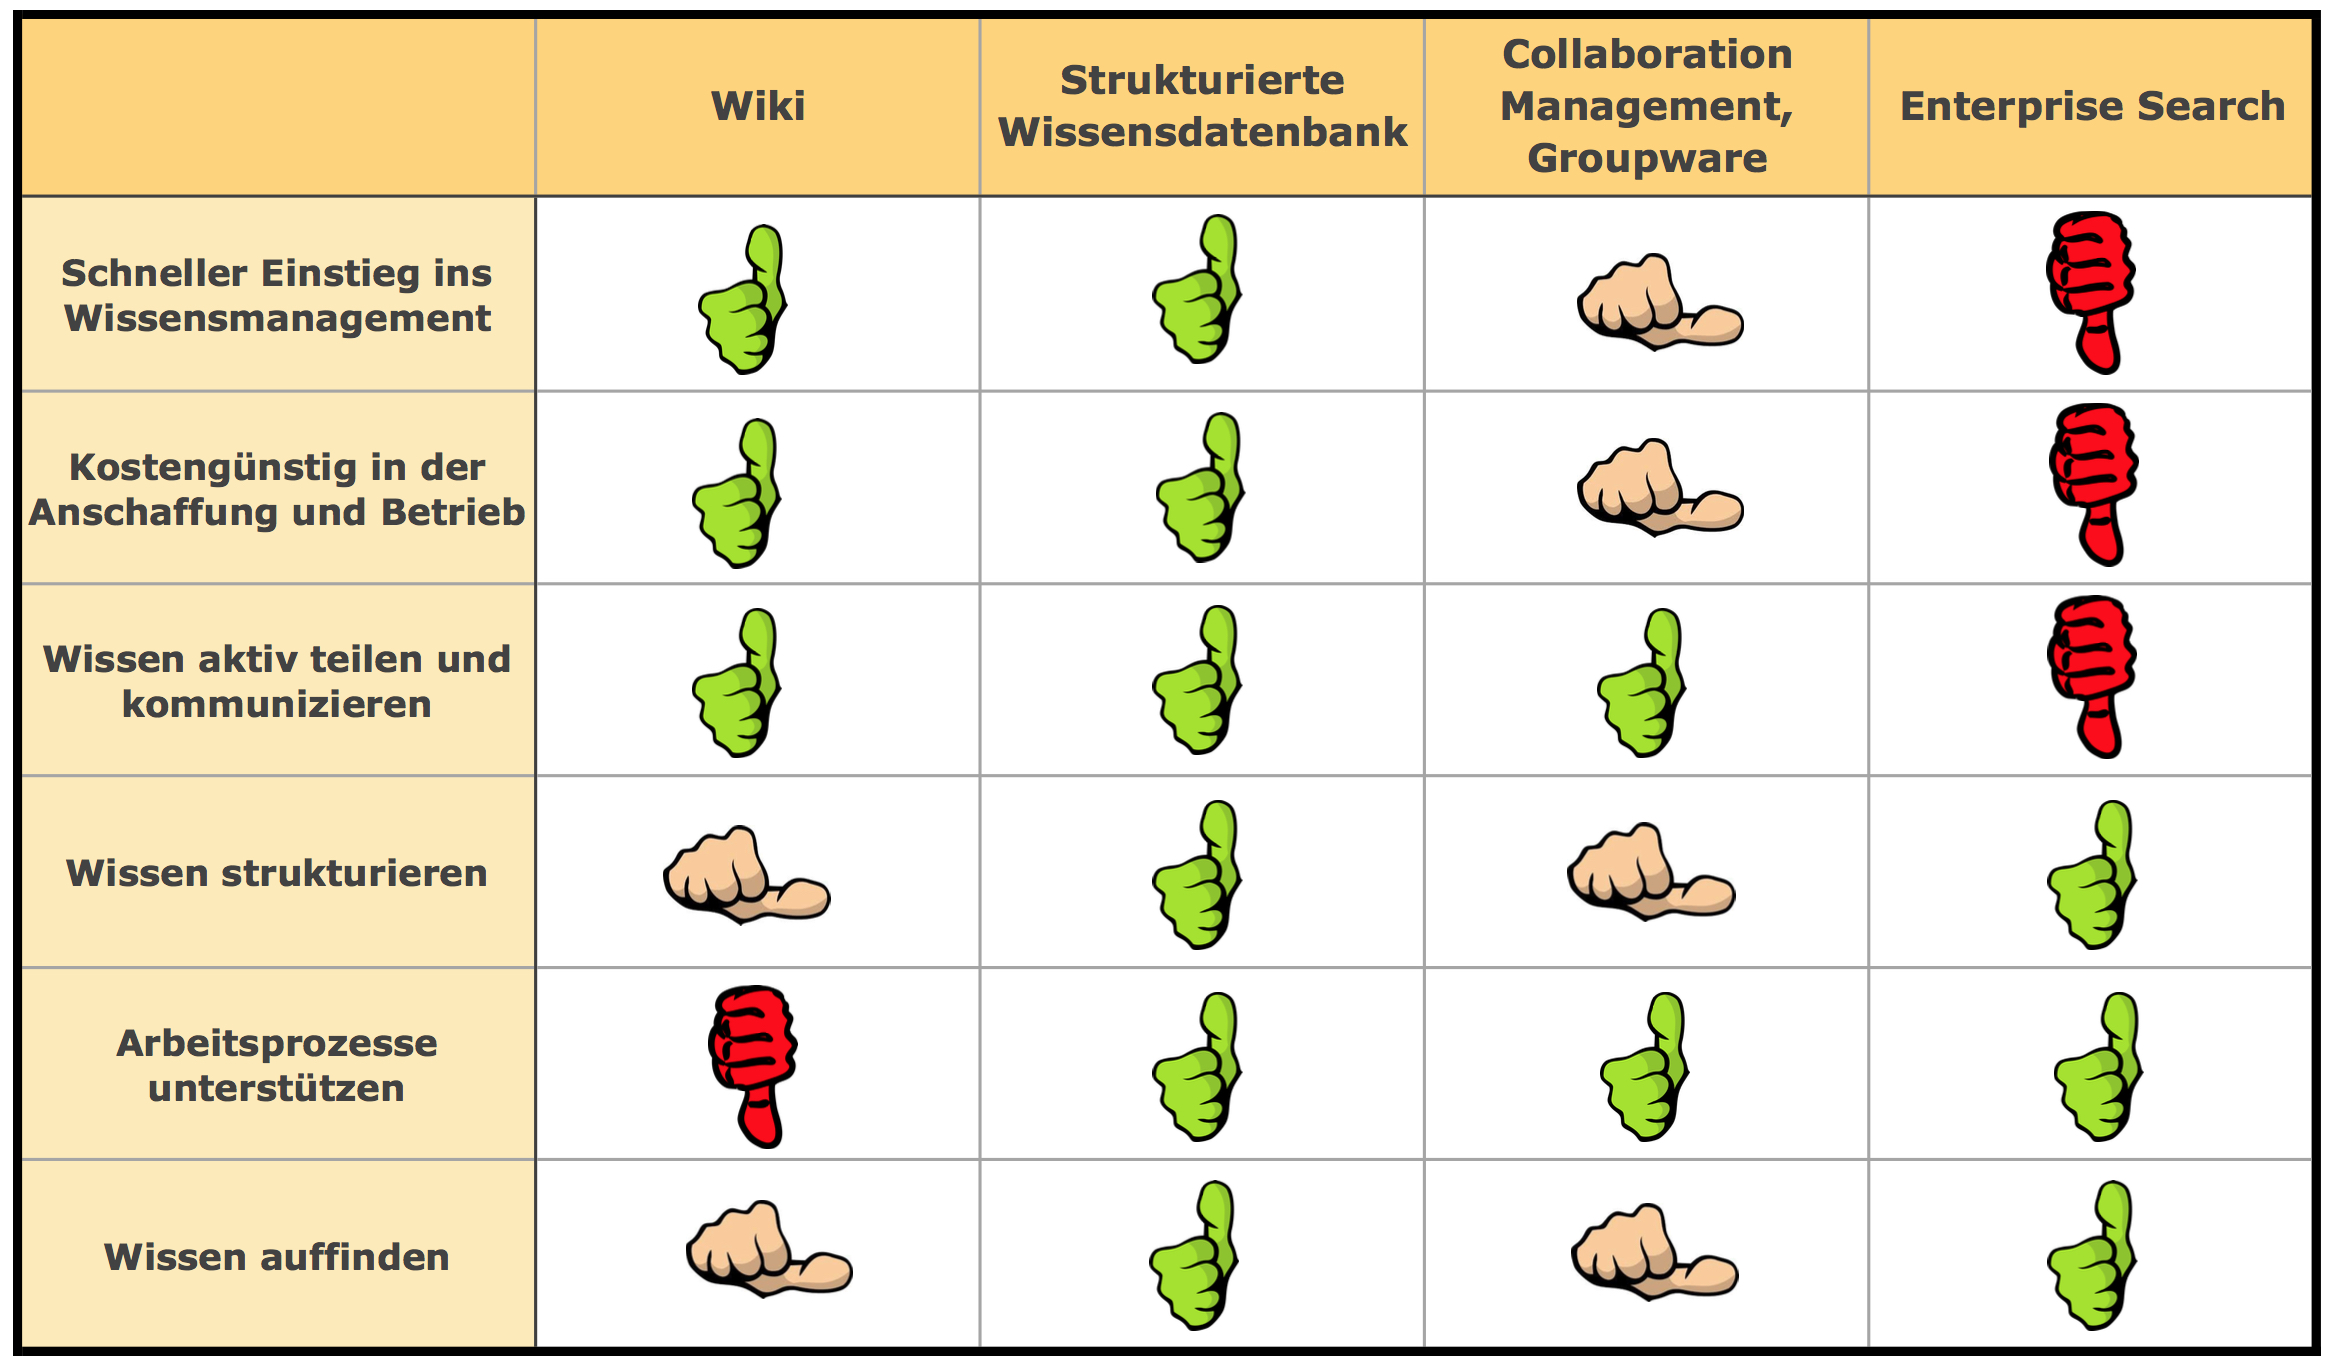 Wiki
Strukturierte
Wissensdatenbank
Collaboration
Management,
Groupware
Enterprise Search
Schneller Einstieg ins
Wissensmanagement
Kostengünstig in der
Anschaffung und Betrieb
Wissen aktiv teilen und
kommunizieren
Wissen strukturieren
Arbeitsprozesse
unterstützen
Wissen auffinden